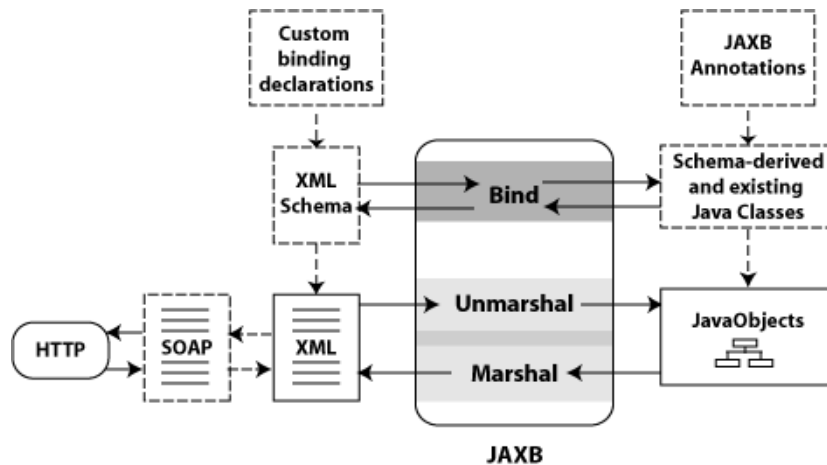 Custom
binding
declarations
JAXB
Annotations
XML
Schema
Bind
Schema-derived
and existing
Java Classes
HTTP
SOAP
XML
Unmarshal
Marshal
JavaObjects
JAXB